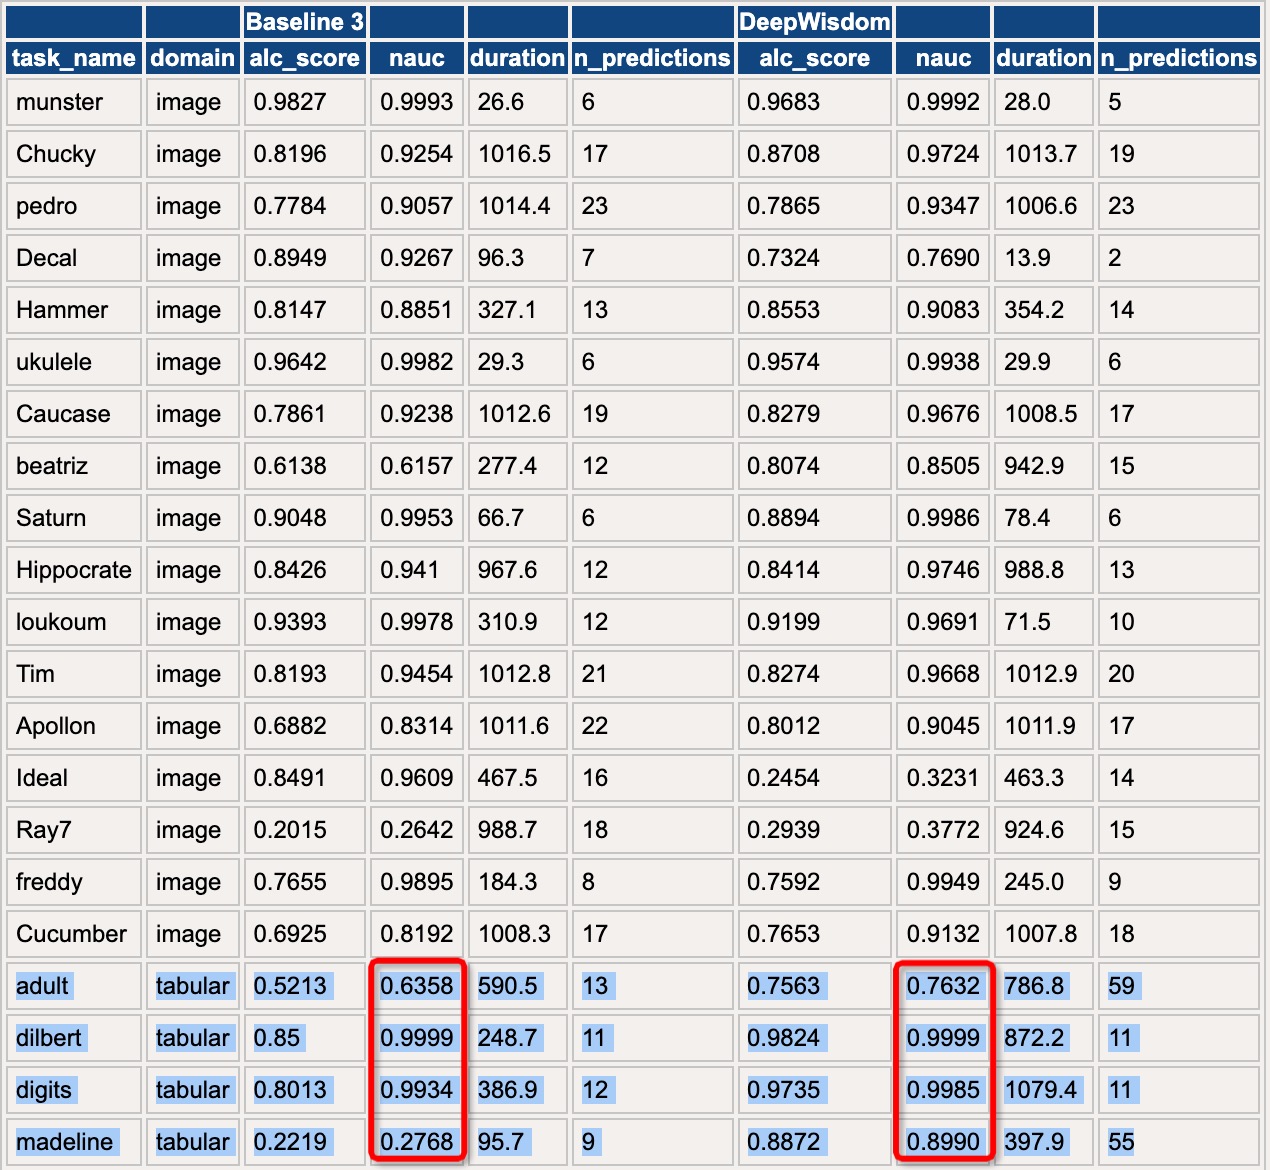 Baseline 3 DeepWisdom
task_name domain alc_score nauc duration n_predictions alc_score nauc duration n_predictions
munster image 0.9827 0.9993 26.6 6 0.9683 0.9992 28.0 5
Chucky image 0.8196 0.9254 1016.5 17 0.8708 0.9724 1013.7 19
pedro image 0.7784 0.9057 1014.4 23 0.7865 0.9347 1006.6 23
Decal image 0.8949 0.9267 96.3 7 0.7324 0.7690 13.9 2
Hammer image 0.8147 0.8851 327.1 13 0.8553 0.9083 354.2 14
ukulele image 0.9642 0.9982 29.3 6 0.9574 0.9938 29.9 6
Caucase image 0.7861 0.9238 1012.6 19 0.8279 0.9676 1008.5 17
beatriz image 0.6138 0.6157 277.4 12 0.8074 0.8505 942.9 15
Saturn image 0.9048 0.9953 66.7 6 0.8894 0.9986 78.4 6
Hippocrate image 0.8426 0.941 967.6 12 0.8414 0.9746 988.8 13
loukoum image 0.9393 0.9978 310.9 12 0.9199 0.9691 71.5 10
Tim image 0.8193 0.9454 1012.8 21 0.8274 0.9668 1012.9 20
Apollon image 0.6882 0.8314 1011.6 22 0.8012 0.9045 1011.9 17
Ideal image 0.8491 0.9609 467.5 16 0.2454 0.3231 463.3 14
Ray7 image 0.2015 0.2642 988.7 18 0.2939 0.3772 924.6 15
freddy image 0.7655 0.9895 184.3 8 0.7592 0.9949 245.0 9
Cucumber image 0.6925 0.8192 1008.3 17 0.7653 0.9132 1007.8 18
adult tabular 0.5213 0.6358 590.5 13 0.7563 0.7632 786.8 59
dilbert tabular 0.85 0.9999 248.7 11 0.9824 0.9999 872.2 11
digits tabular 0.8013 0.9934 386.9 12 0.9735 0.9985 1079.4 11
madeline tabular 0.2219 0.2768 95.7 9 0.8872 0.8990 397.9 55